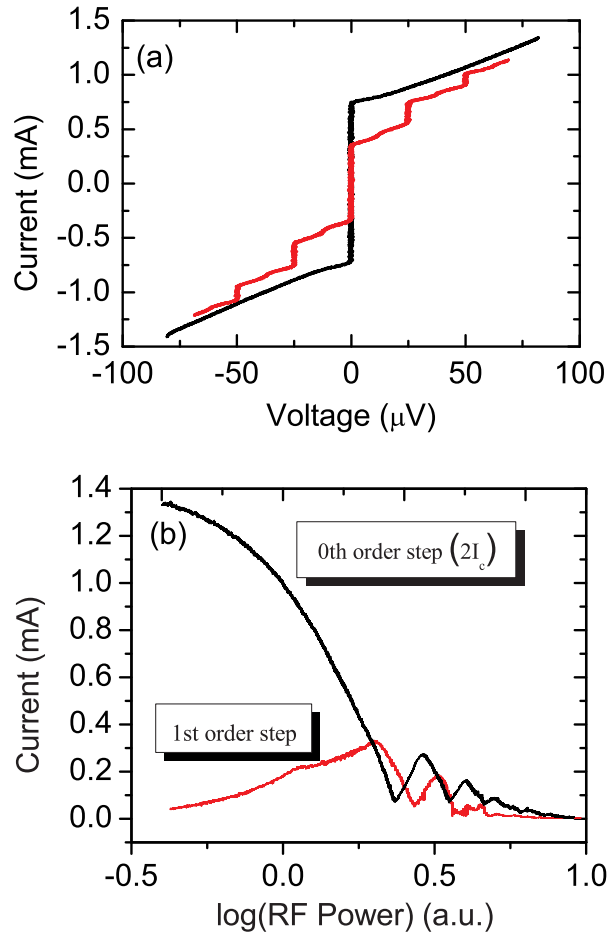 (a)
1.5
1.0
0.5
0.0
-0.5
-1.0
-1.5
Current (mA)
-100 -50 0 50 100
Voltage (μV)
(b)
1.4
1.2
1.0
0.8
0.6
0.4
0.2
0.0
Current (mA)
0th order step (2I_c)
1st order step
-0.5 0.0 0.5 1.0
log(RF Power) (a.u.)